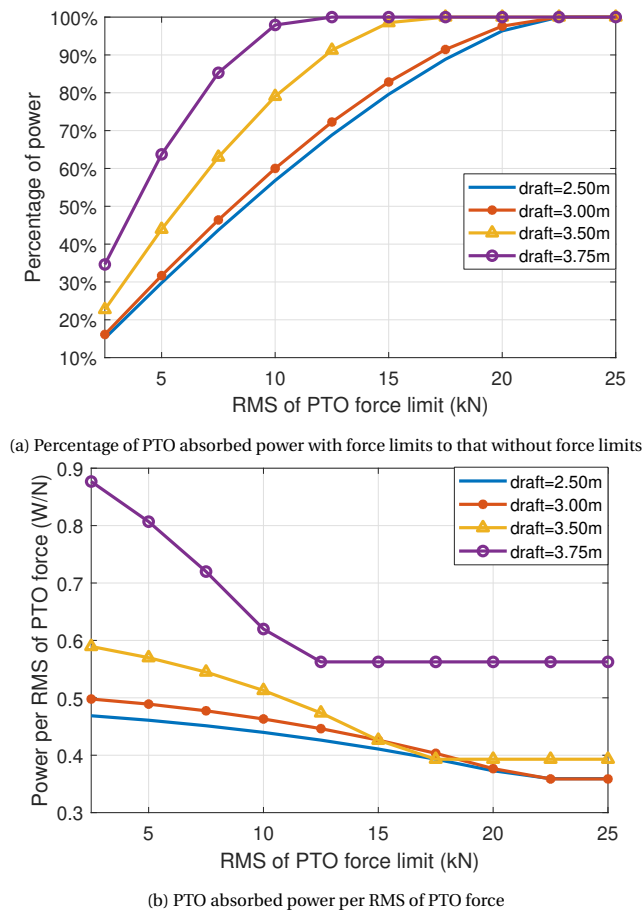 100%
90%
80%
70%
60%
50%
40%
30%
20%
10%
Percentage of power
draft=2.50m
draft=3.00m
draft=3.50m
draft=3.75m
5 10 15 20 25
RMS of PTO force limit (kN)
(a) Percentage of PTO absorbed power with force limits to that without force limits
0.9
0.8
0.7
0.6
0.5
0.4
0.3
Power per RMS of PTO force (W/N)
draft=2.50m
draft=3.00m
draft=3.50m
draft=3.75m
5 10 15 20 25
RMS of PTO force limit (kN)
(b) PTO absorbed power per RMS of PTO force